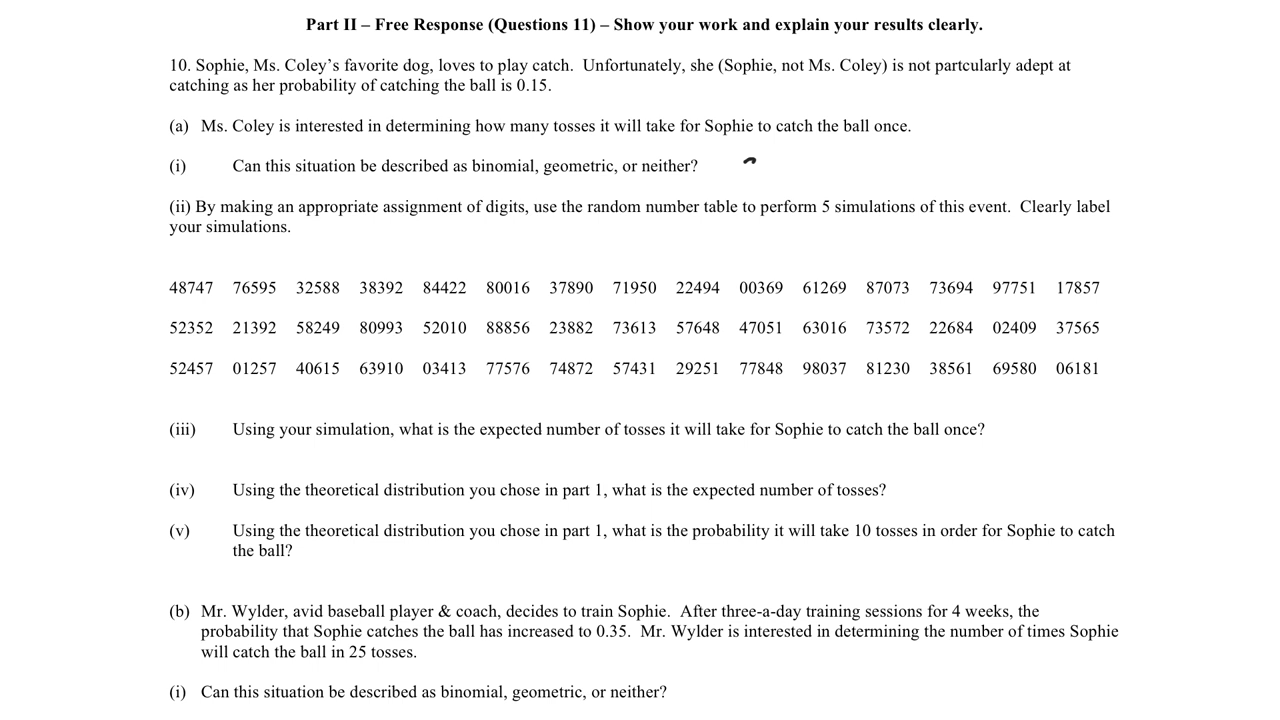 Part II – Free Response (Questions 11) – Show your work and explain your results clearly.
10. Sophie, Ms. Coley’s favorite dog, loves to play catch. Unfortunately, she (Sophie, not Ms. Coley) is not partcularly adept at
catching as her probability of catching the ball is 0.15.
(a) Ms. Coley is interested in determining how many tosses it will take for Sophie to catch the ball once.
(i) Can this situation be described as binomial, geometric, or neither?
(ii) By making an appropriate assignment of digits, use the random number table to perform 5 simulations of this event. Clearly label
your simulations.
48747 76595 32588 38392 84422 80016 37890 71950 22494 00369 61269 87073 73694 97751 17857
52352 21392 58249 80993 52010 88856 23882 73613 57648 47051 63016 73572 22684 02409 37565
52457 01257 40615 63910 03413 77576 74872 57431 29251 77848 98037 81230 38561 69580 06181
(iii) Using your simulation, what is the expected number of tosses it will take for Sophie to catch the ball once?
(iv) Using the theoretical distribution you chose in part 1, what is the expected number of tosses?
(v) Using the theoretical distribution you chose in part 1, what is the probability it will take 10 tosses in order for Sophie to catch
the ball?
(b) Mr. Wylder, avid baseball player & coach, decides to train Sophie. After three-a-day training sessions for 4 weeks, the
probability that Sophie catches the ball has increased to 0.35. Mr. Wylder is interested in determining the number of times Sophie
will catch the ball in 25 tosses.
(i) Can this situation be described as binomial, geometric, or neither?